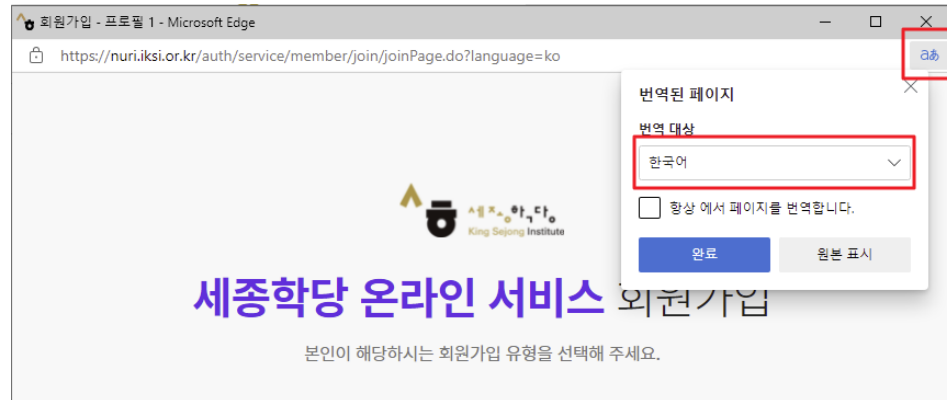 회원가입 - 프로필 1 - Microsoft Edge
https://nuri.iksi.or.kr/auth/service/member/join/joinPage.do?language=ko
aあ
번역된 페이지
번역 대상
한국어
항상 에서 페이지를 번역합니다.
완료 원본 표시
세종학당
King Sejong Institute
세종학당 온라인 서비스 회원가입
본인이 해당하시는 회원가입 유형을 선택해 주세요.